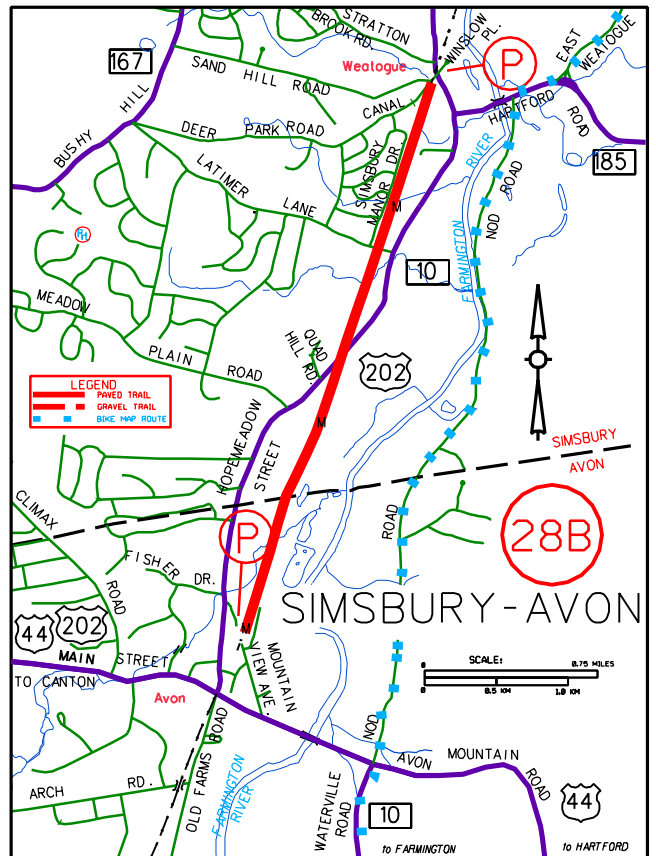 STRATTON
BROOK RD.
WINSLOW
PL.
P
EAST
WEATOGUE
Weatogue
167
SAND HILL ROAD
CANAL
HARTFORD
ROAD
185
BUSHY HILL
DEER PARK ROAD
SIMSBURY
MANOR DR.
RIVER
NOD ROAD
LATIMER
LANE
M
PH
10
FARMINGTON
MEADOW
PLAIN
ROAD
QUAD
HILL RD.
202
LEGEND
PAVED TRAIL
GRAVEL TRAIL
BIKE MAP ROUTE
M
SIMSBURY
AVON
HOPEMEADOW
STREET
CLIMAX
ROAD
P
ROAD
28B
FISHER
DR.
SIMSBURY-AVON
44
202
M
MAIN STREET
TO CANTON
MOUNTAIN
VIEW AVE.
SCALE:
0
0.75 MILES
0
0.5 KM
1.0 KM
Avon
NOD
AVON MOUNTAIN
ROAD
OLD FARMS ROAD
FARMINGTON
RIVER
ARCH RD.
WATERVILLE
ROAD
10
44
to FARMINGTON
to HARTFORD